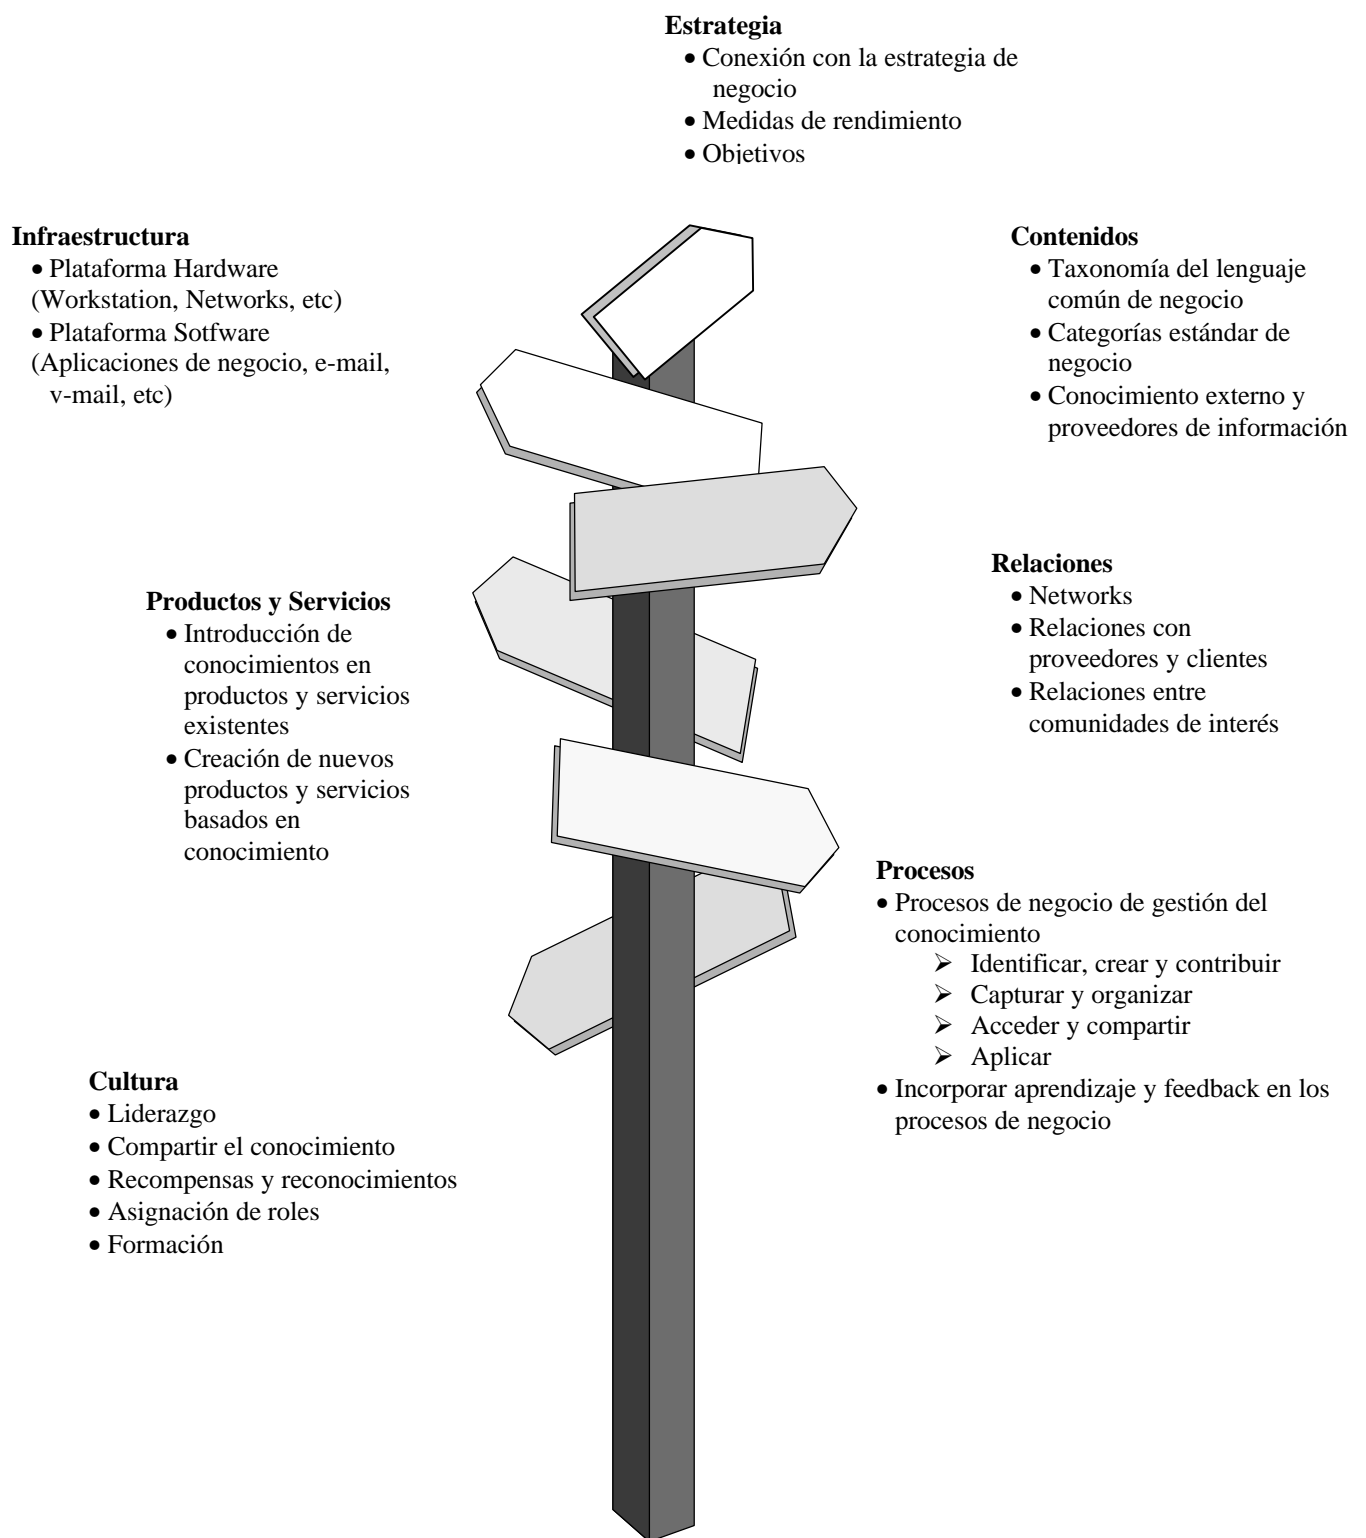 Estrategia
• Conexión con la estrategia de
negocio
• Medidas de rendimiento
• Objetivos
Infraestructura
• Plataforma Hardware
(Workstation, Networks, etc)
• Plataforma Sotfware
(Aplicaciones de negocio, e-mail,
v-mail, etc)
Contenidos
• Taxonomía del lenguaje
común de negocio
• Categorías estándar de
negocio
• Conocimiento externo y
proveedores de información
Productos y Servicios
• Introducción de
conocimientos en
productos y servicios
existentes
• Creación de nuevos
productos y servicios
basados en
conocimiento
Relaciones
• Networks
• Relaciones con
proveedores y clientes
• Relaciones entre
comunidades de interés
Procesos
• Procesos de negocio de gestión del
conocimiento
➢ Identificar, crear y contribuir
➢ Capturar y organizar
➢ Acceder y compartir
➢ Aplicar
• Incorporar aprendizaje y feedback en los
procesos de negocio
Cultura
• Liderazgo
• Compartir el conocimiento
• Recompensas y reconocimientos
• Asignación de roles
• Formación